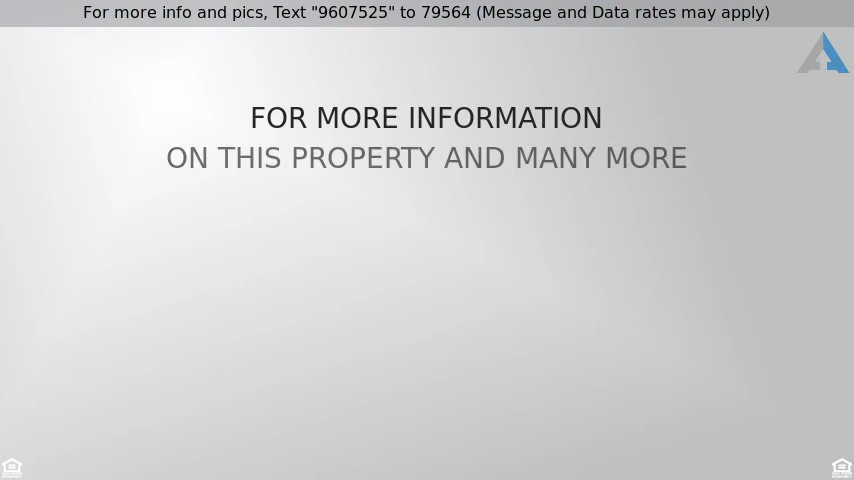 For more info and pics, Text "9607525" to 79564 (Message and Data rates may apply)
FOR MORE INFORMATION
ON THIS PROPERTY AND MANY MORE